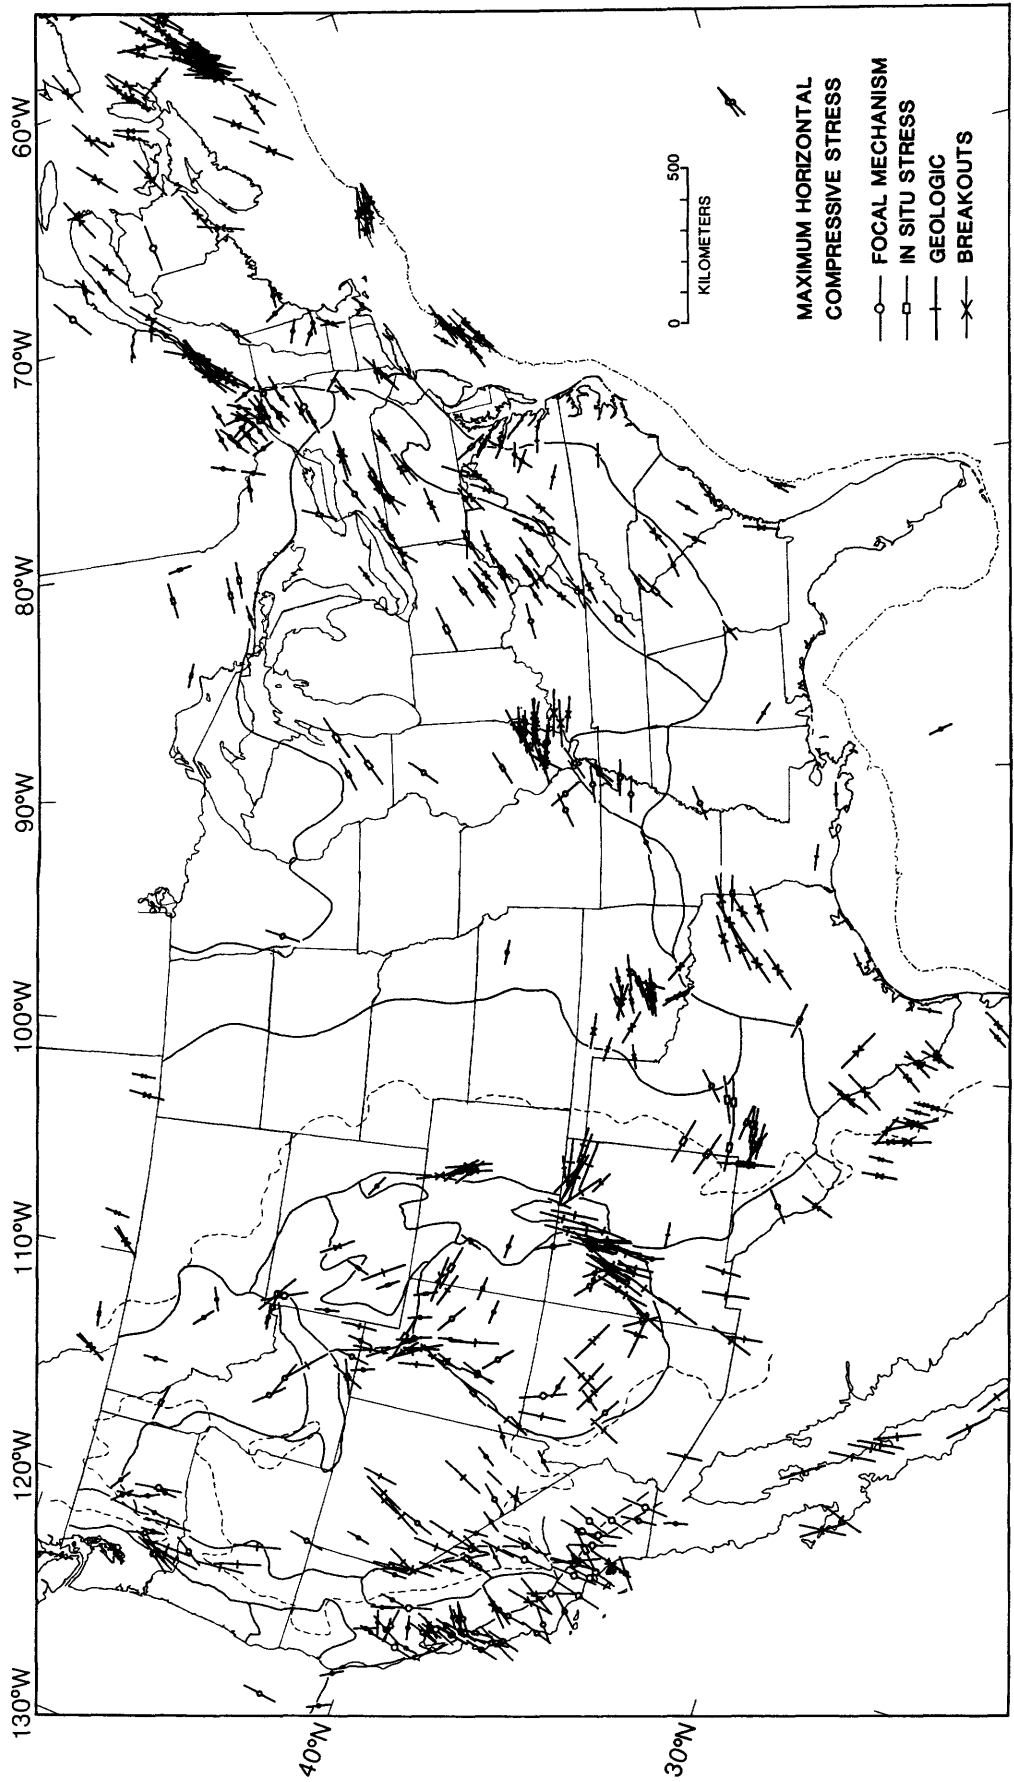 130°W
120°W
110°W
100°W
90°W
80°W
70°W
60°W
40°N
30°N
0
500
KILOMETERS
MAXIMUM HORIZONTAL
COMPRESSIVE STRESS
FOCAL MECHANISM
IN SITU STRESS
GEOLOGIC
BREAKOUTS